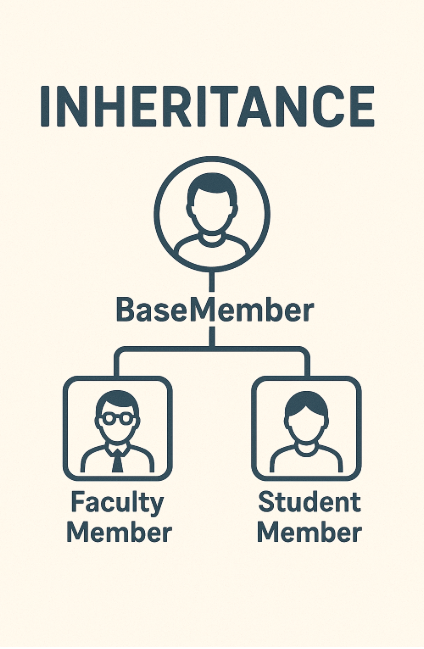 INHERITANCE
BaseMember
Faculty
Member
Student
Member